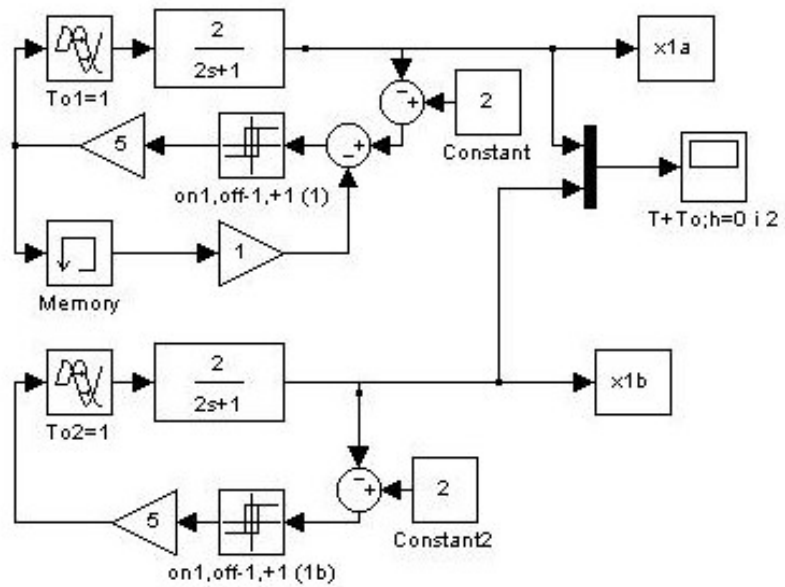 2
2s+1
x1a
To1=1
2
Constant
5
on1,off-1,+1 (1)
T+To;h=0 i 2
1
Memory
2
2s+1
x1b
To2=1
2
Constant2
5
on1,off-1,+1 (1b)